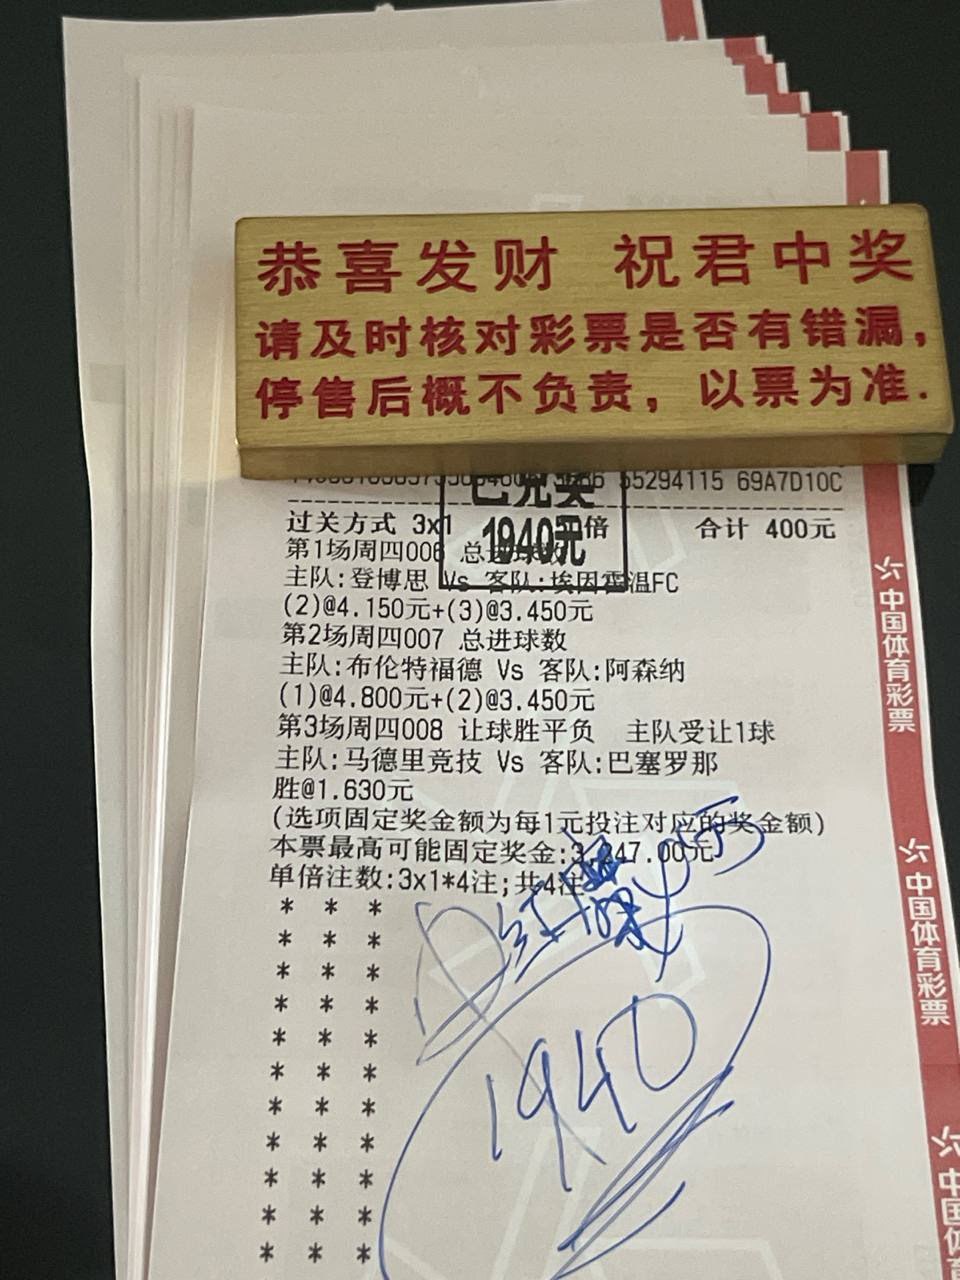 恭喜发财 祝君中奖
请及时核对彩票是否有错漏,
停售后概不负责, 以票为准.
55294115 69A7D10C
已兑奖
1940元
过关方式 3x1 倍 合计 400元
第1场周四006 总进球数
主队:登博思 Vs 客队:埃因霍温FC
(2)@4.150元+(3)@3.450元
第2场周四007 总进球数
主队:布伦特福德 Vs 客队:阿森纳
(1)@4.800元+(2)@3.450元
第3场周四008 让球胜平负 主队受让1球
主队:马德里竞技 Vs 客队:巴塞罗那
胜@1.630元
(选项固定奖金额为每1元投注对应的奖金额)
本票最高可能固定奖金:3,247.00元
单倍注数:3x1*4注;共4注
* * *
* * *
* * *
* * *
* * *
* * *
* * *
* * *
* * *
* * *
* * *
1940
中国体育彩票
中国体育彩票
中国体育